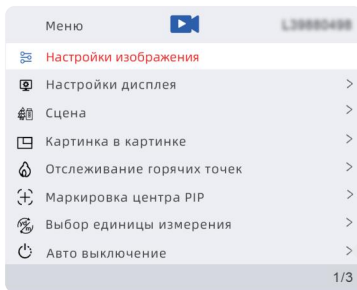 Меню
Настройки изображения
Настройки дисплея
Сцена
Картинка в картинке
Отслеживание горячих точек
Маркировка центра PIP
Выбор единицы измерения
Авто выключение
1/3